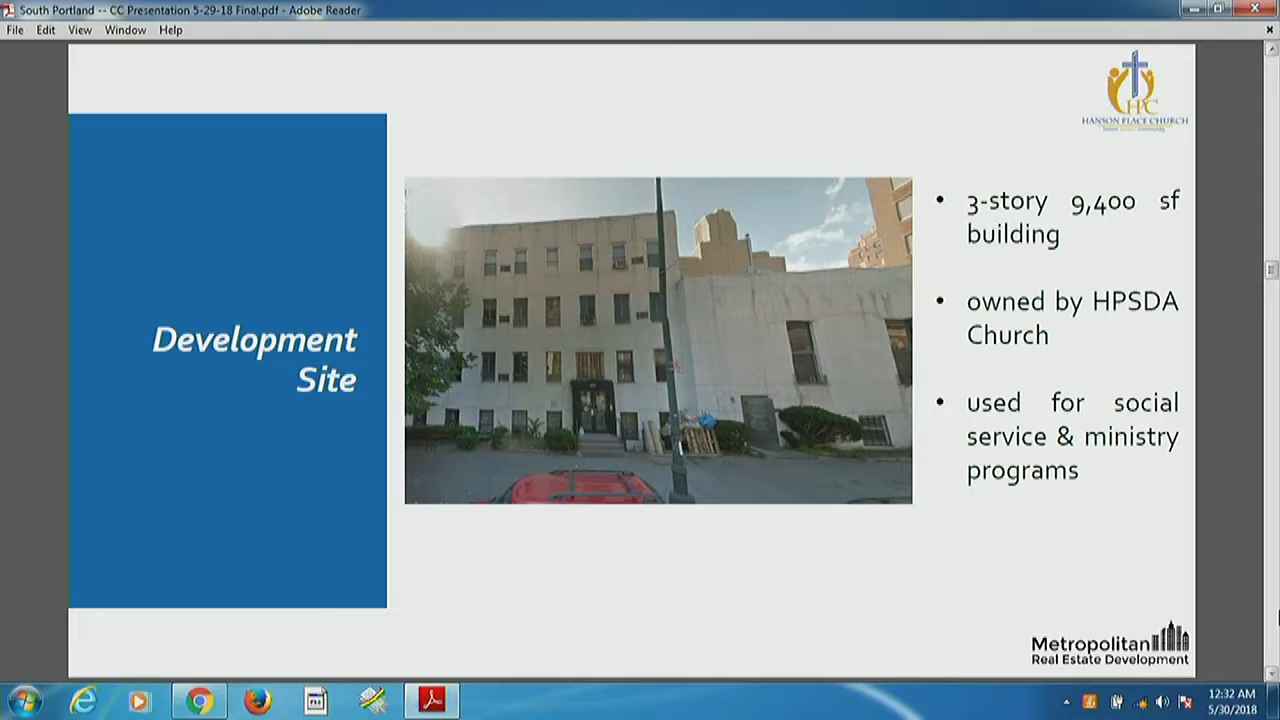 South Portland -- CC Presentation 5-29-18 Final.pdf - Adobe Reader
File Edit View Window Help
HPC
HANSON PLACE CHURCH
Development
Site
• 3-story 9,400 sf
building
• owned by HPSDA
Church
• used for social
service & ministry
programs
Metropolitan
Real Estate Development
12:32 AM
5/30/2018